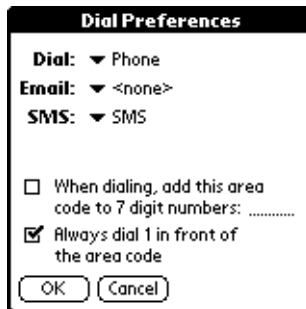 Dial Preferences
Dial: Phone
Email: <none>
SMS: SMS
When dialing, add this area
code to 7 digit numbers: ............
Always dial 1 in front of
the area code
OK Cancel